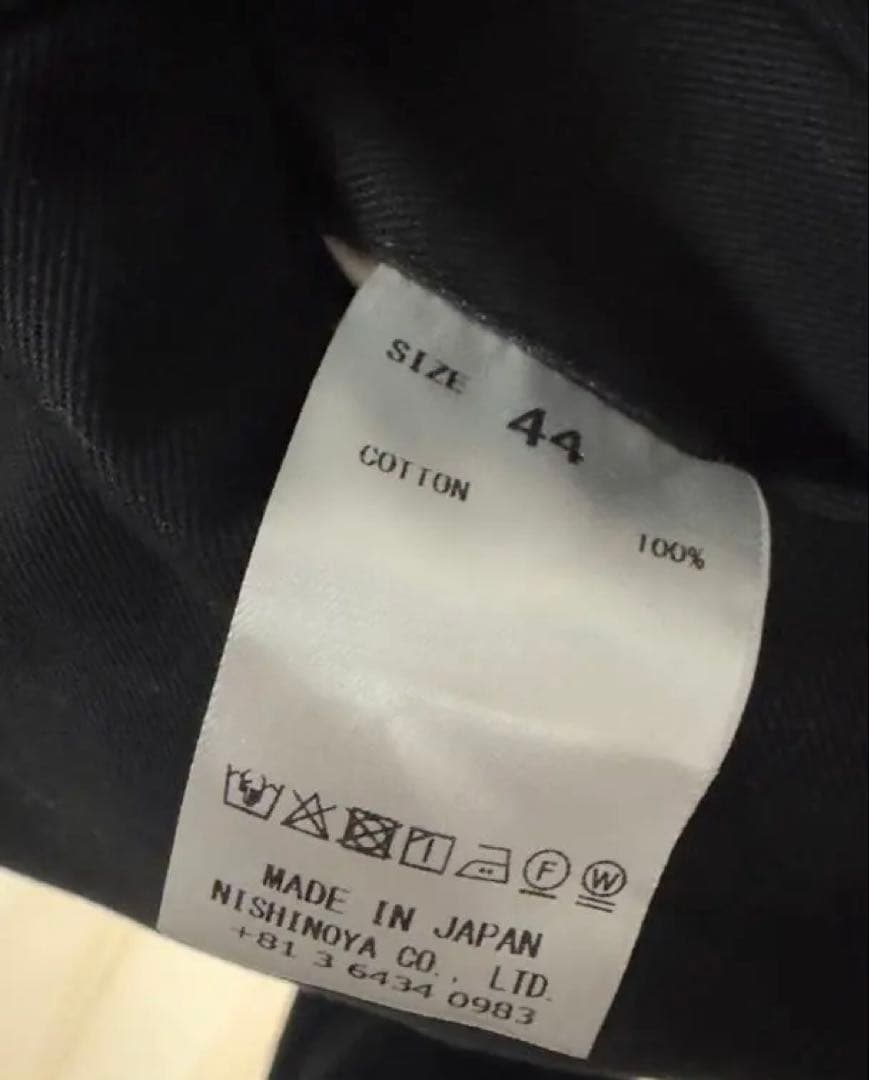 SIZE 44
COTTON
100%
F W
MADE IN JAPAN
NISHINOYA CO., LTD.
+81 3 6434 0983